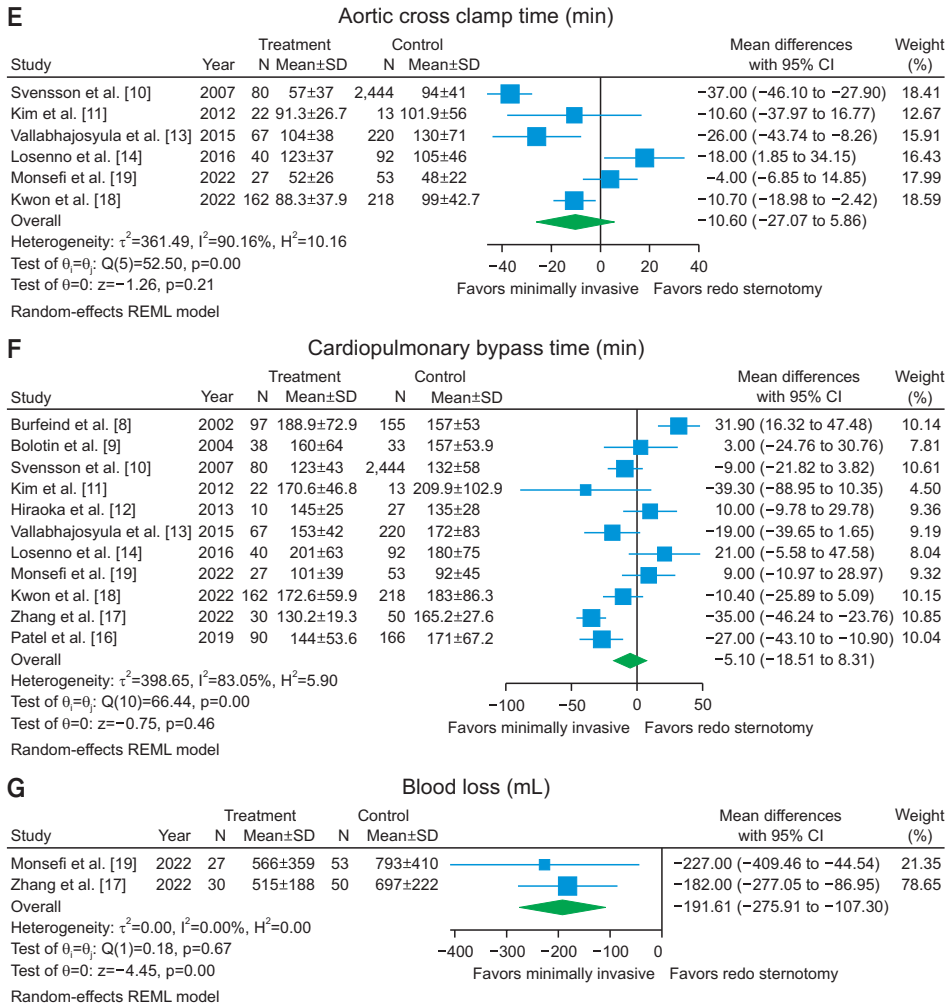 E
Aortic cross clamp time (min)
Treatment Control Mean differences Weight
Study Year N Mean±SD N Mean±SD with 95% CI (%)
Svensson et al. [10] 2007 80 57±37 2,444 94±41 −37.00 (−46.10 to −27.90) 18.41
Kim et al. [11] 2012 22 91.3±26.7 13 101.9±56 −10.60 (−37.97 to 16.77) 12.67
Vallabhajosyula et al. [13] 2015 67 104±38 220 130±71 −26.00 (−43.74 to −8.26) 15.91
Losenno et al. [14] 2016 40 123±37 92 105±46 −18.00 (1.85 to 34.15) 16.43
Monsefi et al. [19] 2022 27 52±26 53 48±22 −4.00 (−6.85 to 14.85) 17.99
Kwon et al. [18] 2022 162 88.3±37.9 218 99±42.7 −10.70 (−18.98 to −2.42) 18.59
Overall −10.60 (−27.07 to 5.86)
Heterogeneity: τ²=361.49, I²=90.16%, H²=10.16
Test of θᵢ=θⱼ: Q(5)=52.50, p=0.00
Test of θ=0: z=−1.26, p=0.21
Random-effects REML model
−40 −20 0 20 40
Favors minimally invasive Favors redo sternotomy
F
Cardiopulmonary bypass time (min)
Treatment Control Mean differences Weight
Study Year N Mean±SD N Mean±SD with 95% CI (%)
Burfeind et al. [8] 2002 97 188.9±72.9 155 157±53 31.90 (16.32 to 47.48) 10.14
Bolotin et al. [9] 2004 38 160±64 33 157±53.9 3.00 (−24.76 to 30.76) 7.81
Svensson et al. [10] 2007 80 123±43 2,444 132±58 −9.00 (−21.82 to 3.82) 10.61
Kim et al. [11] 2012 22 170.6±46.8 13 209.9±102.9 −39.30 (−88.95 to 10.35) 4.50
Hiraoka et al. [12] 2013 10 145±25 27 135±28 10.00 (−9.78 to 29.78) 9.36
Vallabhajosyula et al. [13] 2015 67 153±42 220 172±83 −19.00 (−39.65 to 1.65) 9.19
Losenno et al. [14] 2016 40 201±63 92 180±75 21.00 (−5.58 to 47.58) 8.04
Monsefi et al. [19] 2022 27 101±39 53 92±45 9.00 (−10.97 to 28.97) 9.32
Kwon et al. [18] 2022 162 172.6±59.9 218 183±86.3 −10.40 (−25.89 to 5.09) 10.15
Zhang et al. [17] 2022 30 130.2±19.3 50 165.2±27.6 −35.00 (−46.24 to −23.76) 10.85
Patel et al. [16] 2019 90 144±53.6 166 171±67.2 −27.00 (−43.10 to −10.90) 10.04
Overall −5.10 (−18.51 to 8.31)
Heterogeneity: τ²=398.65, I²=83.05%, H²=5.90
Test of θᵢ=θⱼ: Q(10)=66.44, p=0.00
Test of θ=0: z=−0.75, p=0.46
Random-effects REML model
−100 −50 0 50
Favors minimally invasive Favors redo sternotomy
G
Blood loss (mL)
Treatment Control Mean differences Weight
Study Year N Mean±SD N Mean±SD with 95% CI (%)
Monsefi et al. [19] 2022 27 566±359 53 793±410 −227.00 (−409.46 to −44.54) 21.35
Zhang et al. [17] 2022 30 515±188 50 697±222 −182.00 (−277.05 to −86.95) 78.65
Overall −191.61 (−275.91 to −107.30)
Heterogeneity: τ²=0.00, I²=0.00%, H²=0.00
Test of θᵢ=θⱼ: Q(1)=0.18, p=0.67
Test of θ=0: z=−4.45, p=0.00
Random-effects REML model
−400 −300 −200 −100 0
Favors minimally invasive Favors redo sternotomy